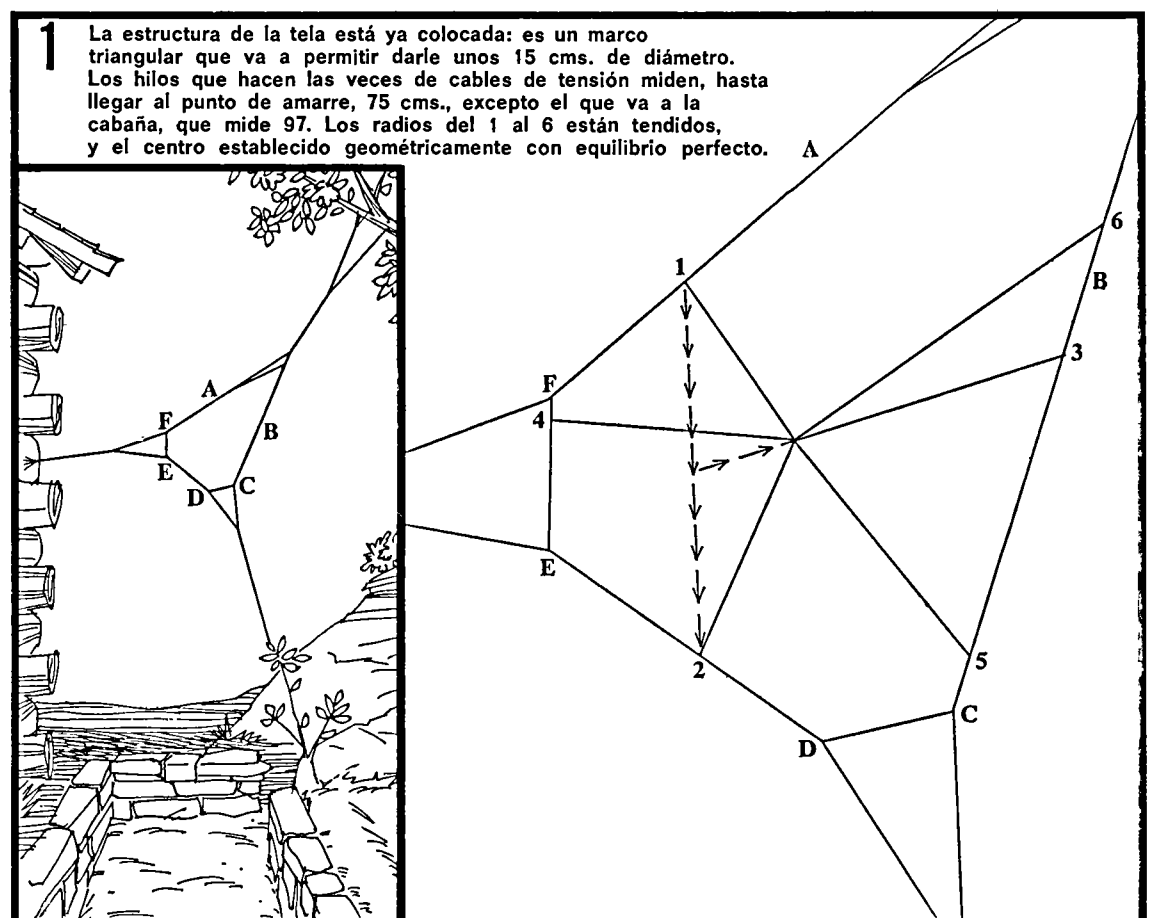 1
La estructura de la tela está ya colocada: es un marco
triangular que va a permitir darle unos 15 cms. de diámetro.
Los hilos que hacen las veces de cables de tensión miden, hasta
llegar al punto de amarre, 75 cms., excepto el que va a la
cabaña, que mide 97. Los radios del 1 al 6 están tendidos,
y el centro establecido geométricamente con equilibrio perfecto.
A
B
F
E
D
C
A
6
B
1
3
F
4
E
2
5
C
D